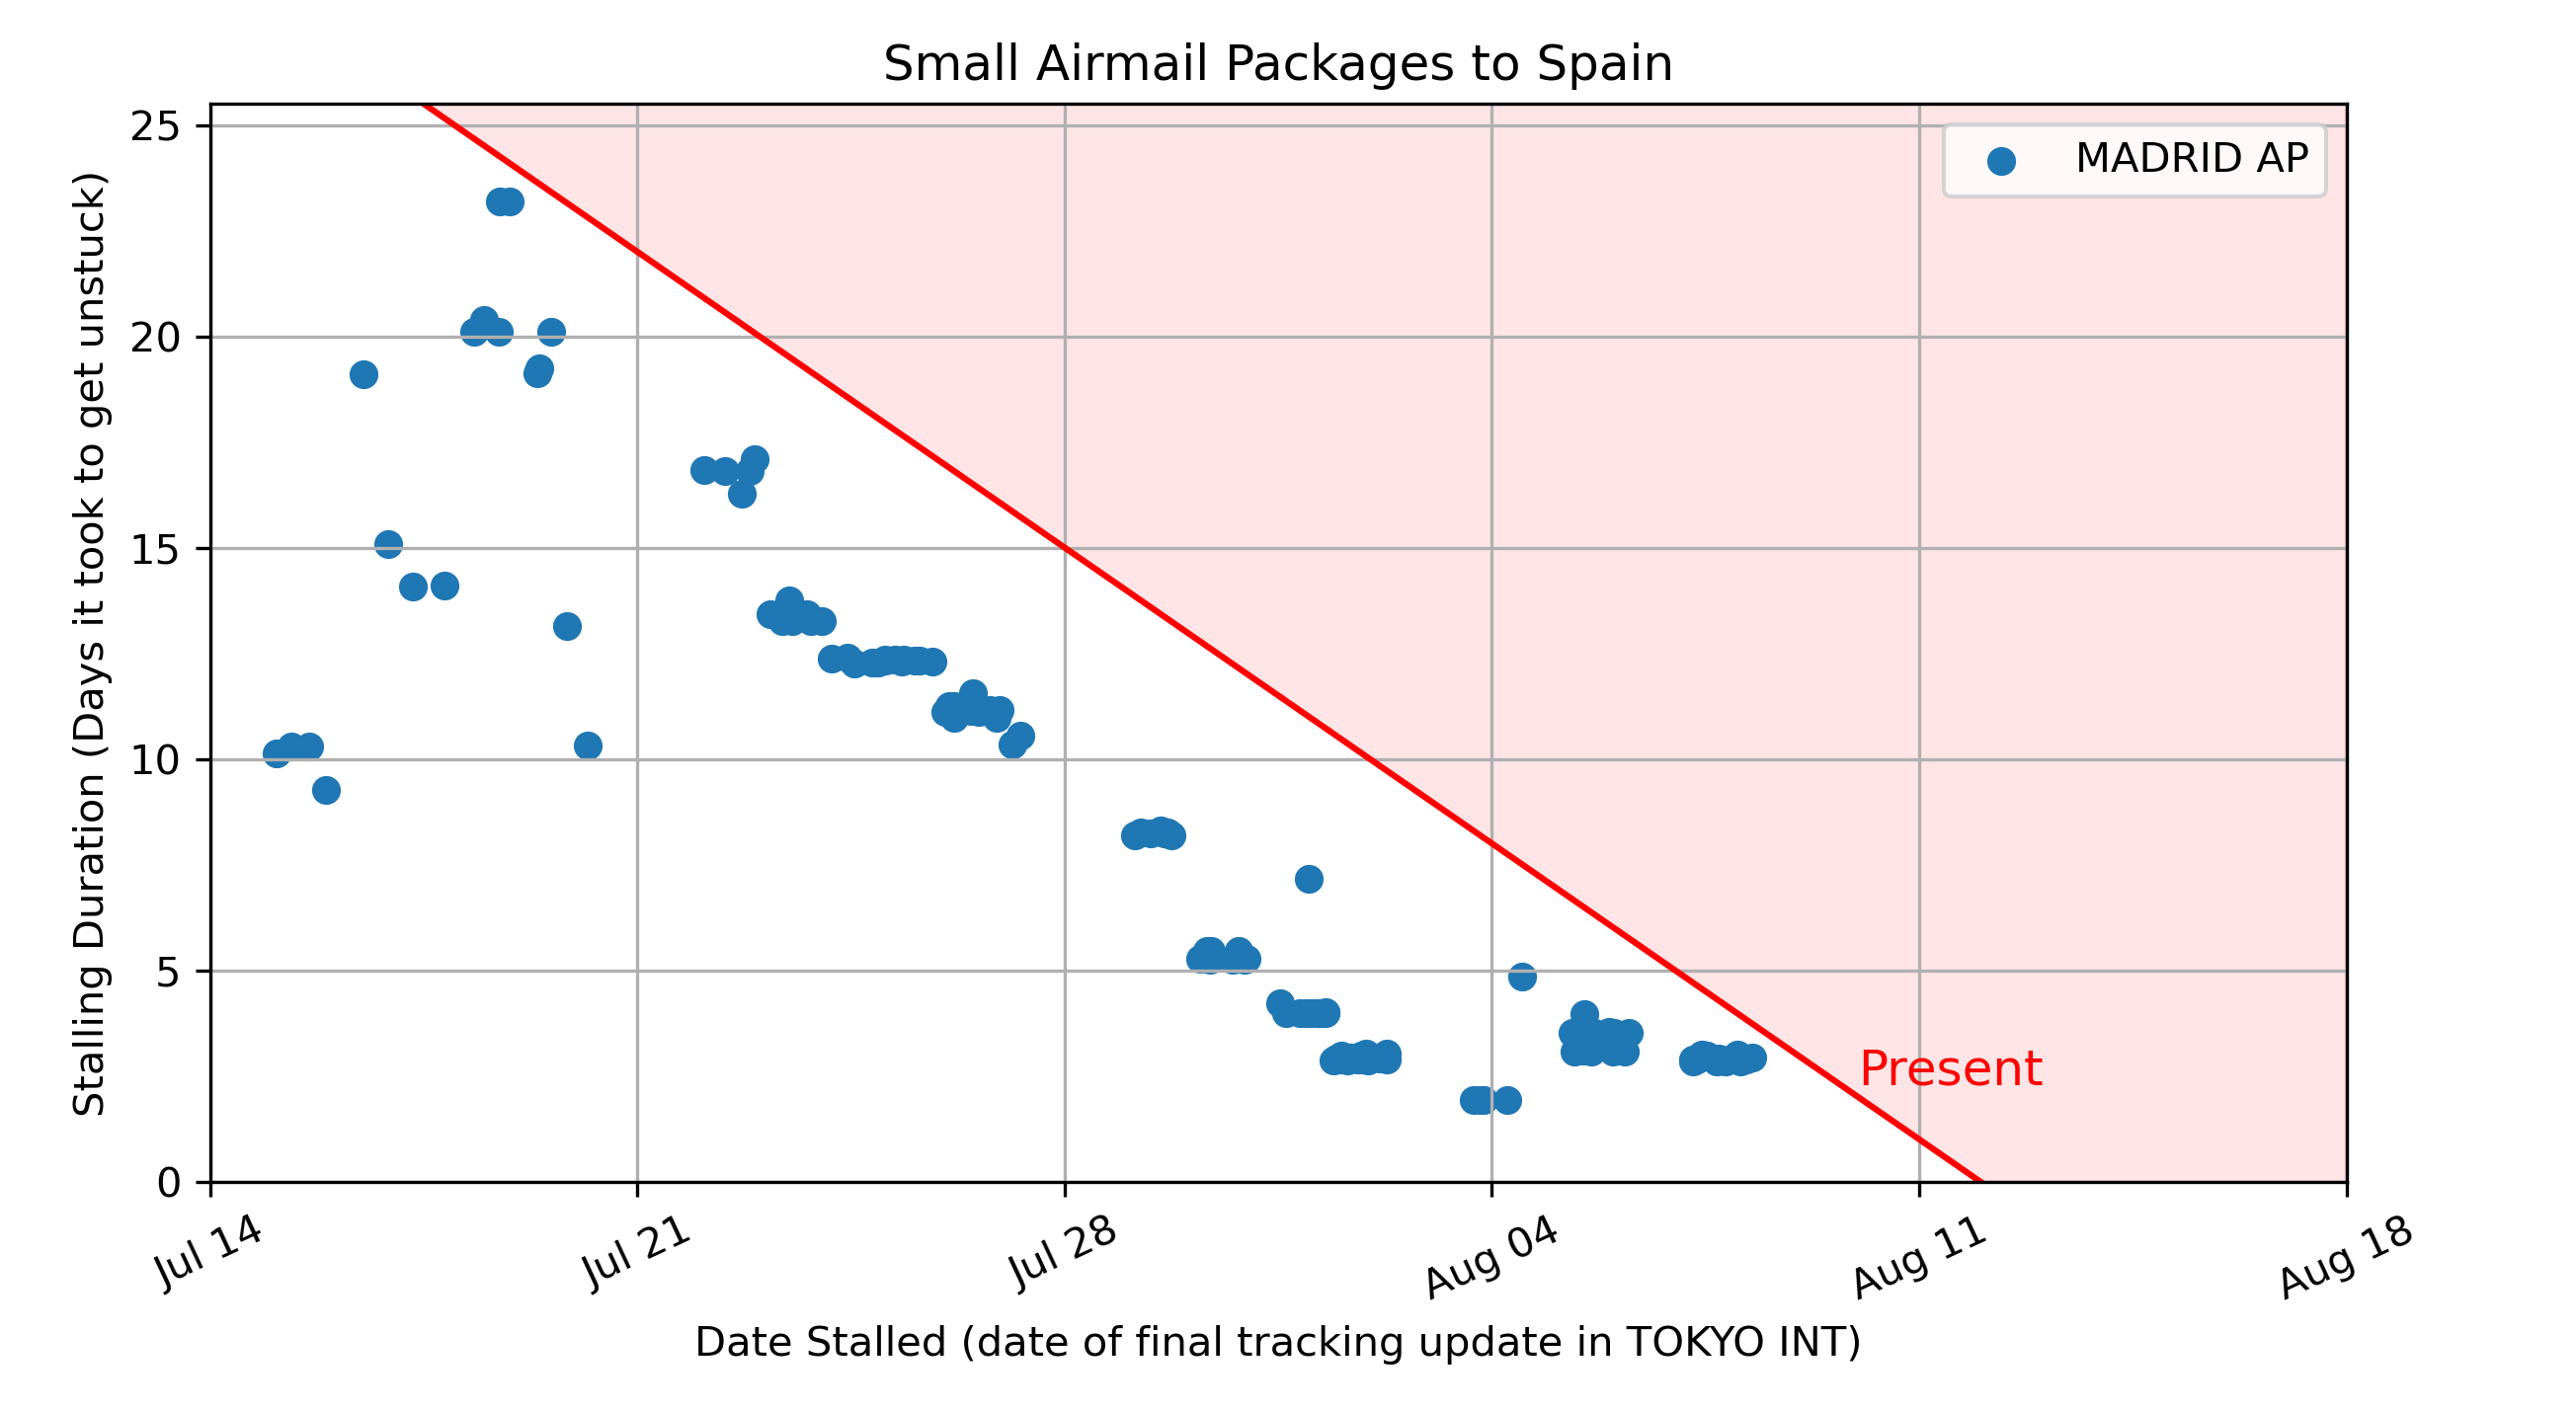 Small Airmail Packages to Spain
MADRID AP
Stalling Duration (Days it took to get unstuck)
25
20
15
10
5
0
Present
Jul 14
Jul 21
Jul 28
Aug 04
Aug 11
Aug 18
Date Stalled (date of final tracking update in TOKYO INT)